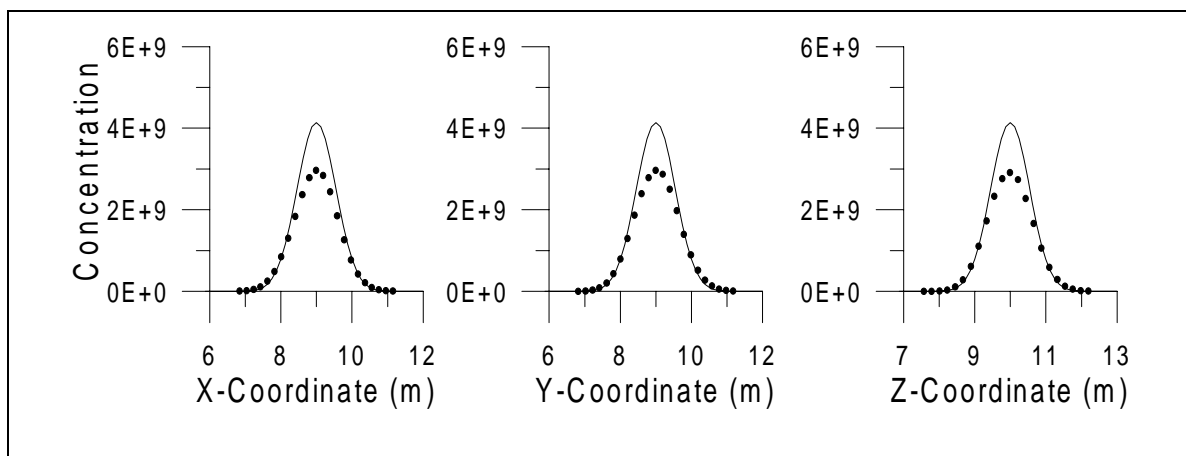 Concentration
6E+9
4E+9
2E+9
0E+0
6 8 10 12
X-Coordinate (m)
6E+9
4E+9
2E+9
0E+0
6 8 10 12
Y-Coordinate (m)
6E+9
4E+9
2E+9
0E+0
7 9 11 13
Z-Coordinate (m)